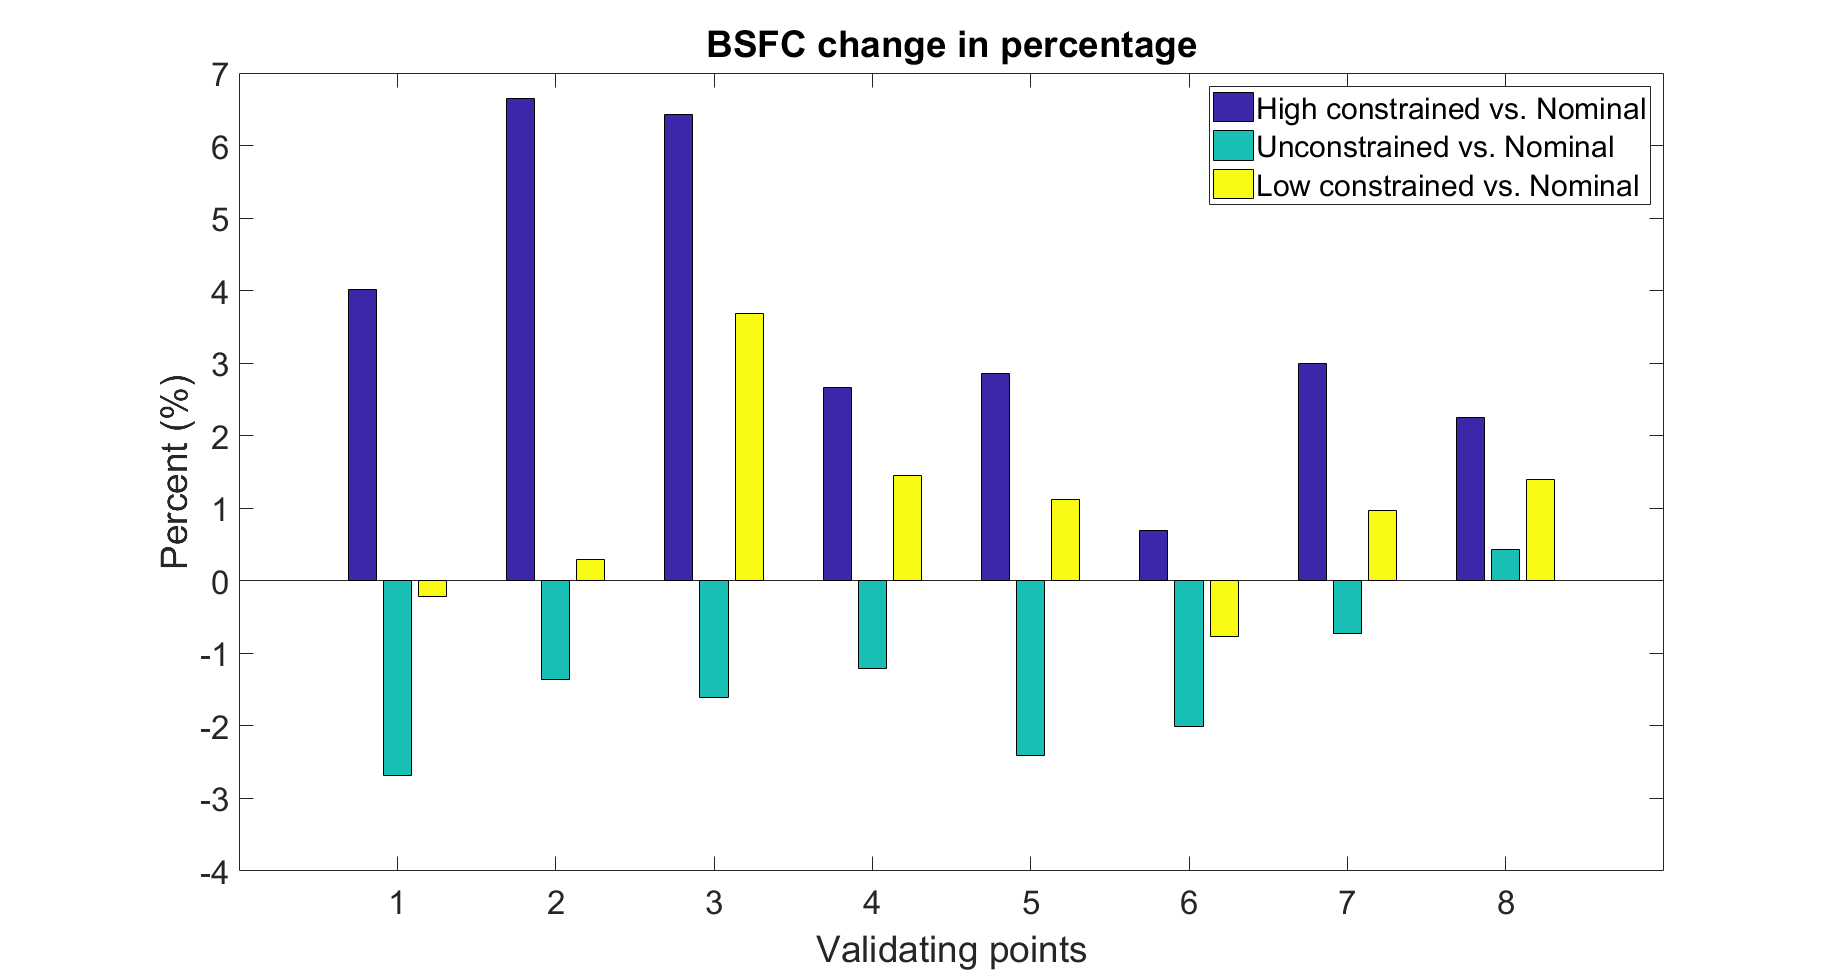 BSFC change in percentage
High constrained vs. Nominal
Unconstrained vs. Nominal
Low constrained vs. Nominal
Percent (%)
7
6
5
4
3
2
1
0
-1
-2
-3
-4
1 2 3 4 5 6 7 8
Validating points